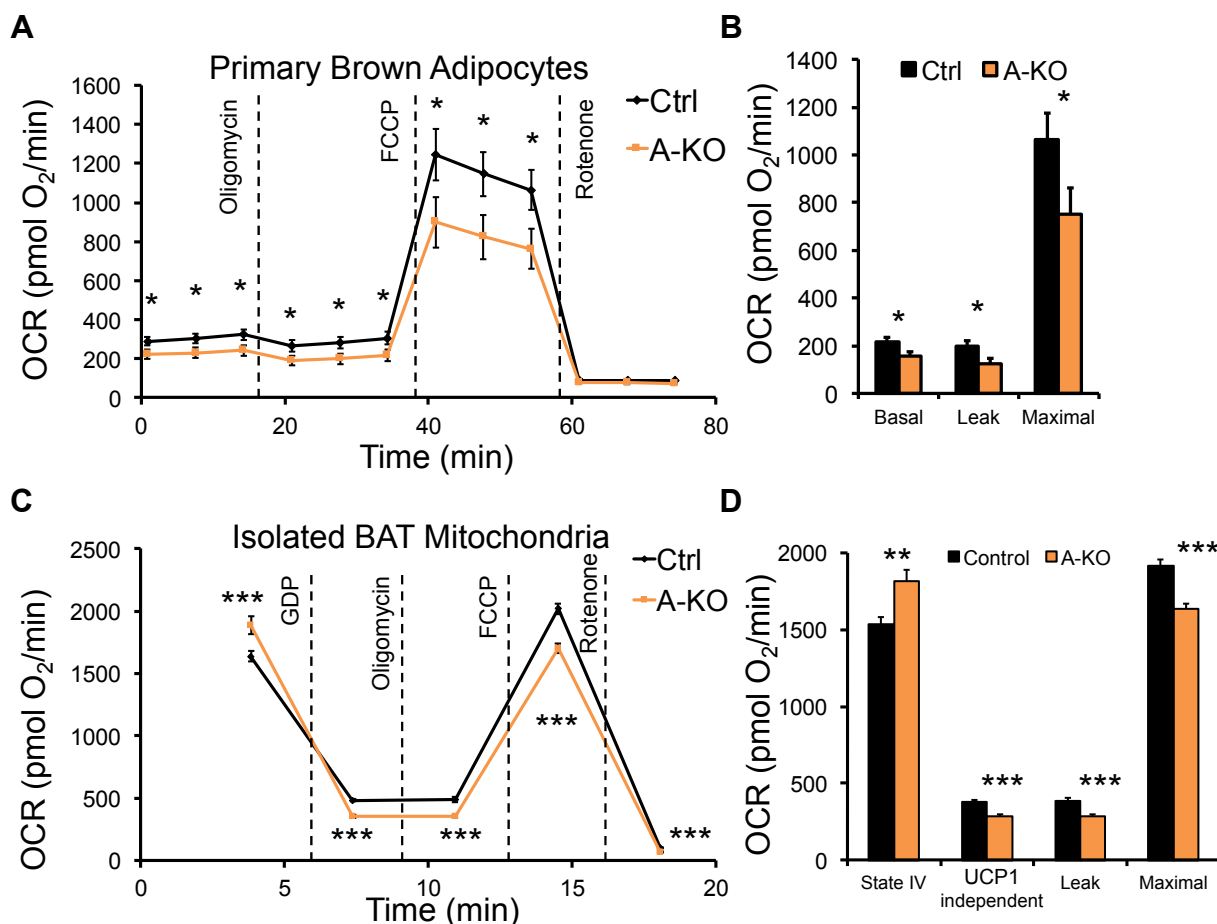 A
Primary Brown Adipocytes
OCR (pmol O₂/min)
1600
1400
1200
1000
800
600
400
200
0
Oligomycin
FCCP
Rotenone
Ctrl
A-KO
* * * * * * * * *
0 20 40 60 80
Time (min)
B
OCR (pmol O₂/min)
1400
1200
1000
800
600
400
200
0
Ctrl A-KO
* * *
Basal Leak Maximal
C
Isolated BAT Mitochondria
OCR (pmol O₂/min)
2500
2000
1500
1000
500
0
GDP
Oligomycin
FCCP
Rotenone
Ctrl
A-KO
*** *** *** *** ***
0 5 10 15 20
Time (min)
D
OCR (pmol O₂/min)
2000
1500
1000
500
0
Control A-KO
** *** *** ***
State IV UCP1 independent Leak Maximal